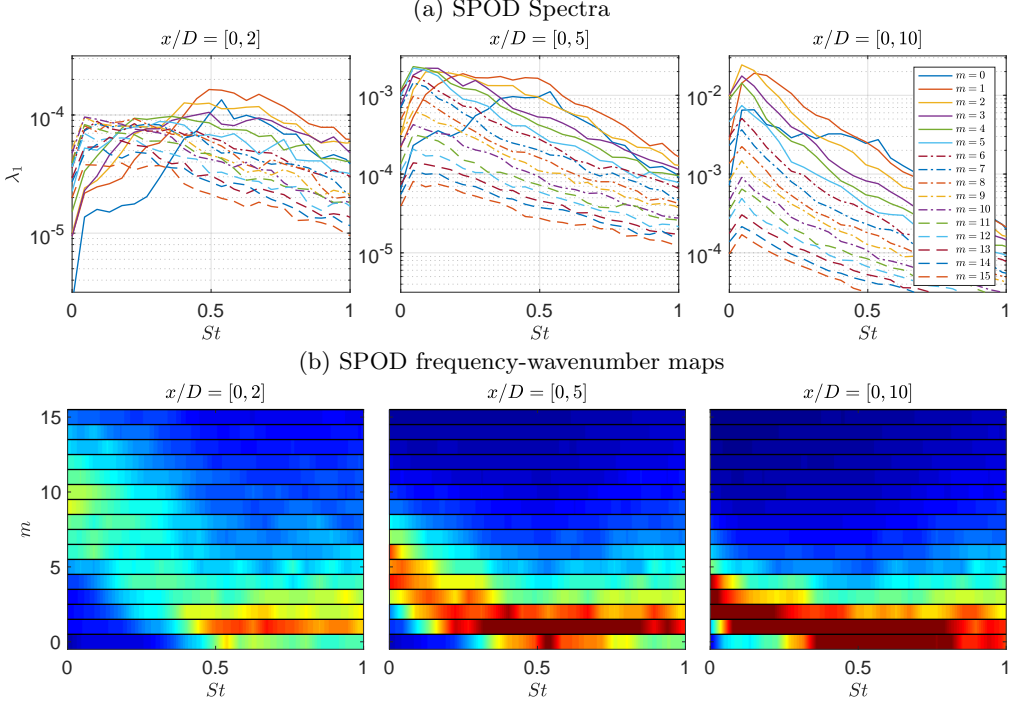 (a) SPOD Spectra
x/D = [0, 2]
x/D = [0, 5]
x/D = [0, 10]
λ₁
10⁻⁴
10⁻⁵
0
0.5
1
St
10⁻³
10⁻⁴
10⁻⁵
0
0.5
1
St
10⁻²
10⁻³
10⁻⁴
0
0.5
1
St
m = 0
m = 1
m = 2
m = 3
m = 4
m = 5
m = 6
m = 7
m = 8
m = 9
m = 10
m = 11
m = 12
m = 13
m = 14
m = 15
(b) SPOD frequency-wavenumber maps
x/D = [0, 2]
x/D = [0, 5]
x/D = [0, 10]
m
15
10
5
0
0
0.5
1
St
0
0.5
1
St
0
0.5
1
St